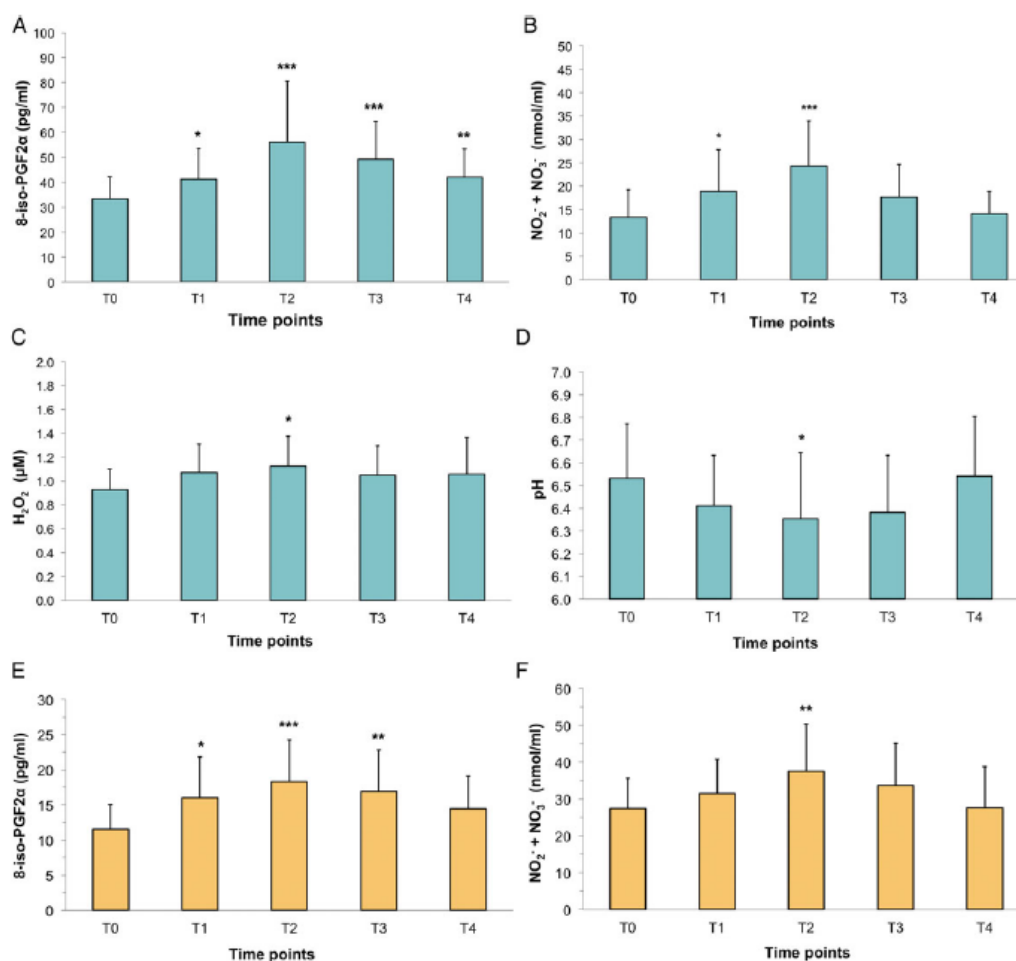 A
8-iso-PGF2α (pg/ml)
100
90
80
70
60
50
40
30
20
10
0
*
***
***
**
T0 T1 T2 T3 T4
Time points
B
NO₂⁻ + NO₃⁻ (nmol/ml)
50
45
40
35
30
25
20
15
10
5
0
*
***
T0 T1 T2 T3 T4
Time points
C
H₂O₂ (µM)
2.0
1.8
1.6
1.4
1.2
1.0
0.8
0.6
0.4
0.2
0.0
*
T0 T1 T2 T3 T4
Time points
D
pH
7.0
6.9
6.8
6.7
6.6
6.5
6.4
6.3
6.2
6.1
6.0
*
T0 T1 T2 T3 T4
Time points
E
8-iso-PGF2α (pg/ml)
30
25
20
15
10
5
0
*
***
**
T0 T1 T2 T3 T4
Time points
F
NO₂⁻ + NO₃⁻ (nmol/ml)
60
50
40
30
20
10
0
**
T0 T1 T2 T3 T4
Time points